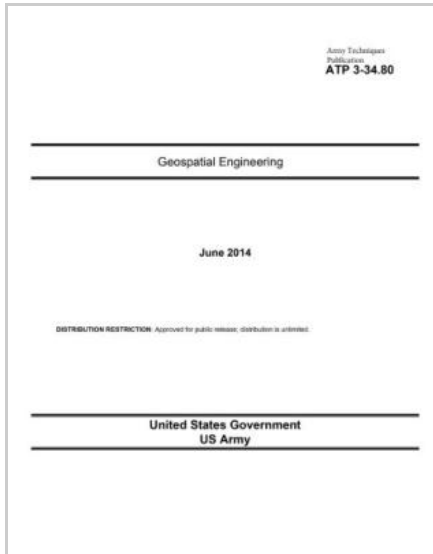 Army Techniques
Publication
ATP 3-34.80
Geospatial Engineering
June 2014
DISTRIBUTION RESTRICTION: Approved for public release; distribution is unlimited.
United States Government
US Army